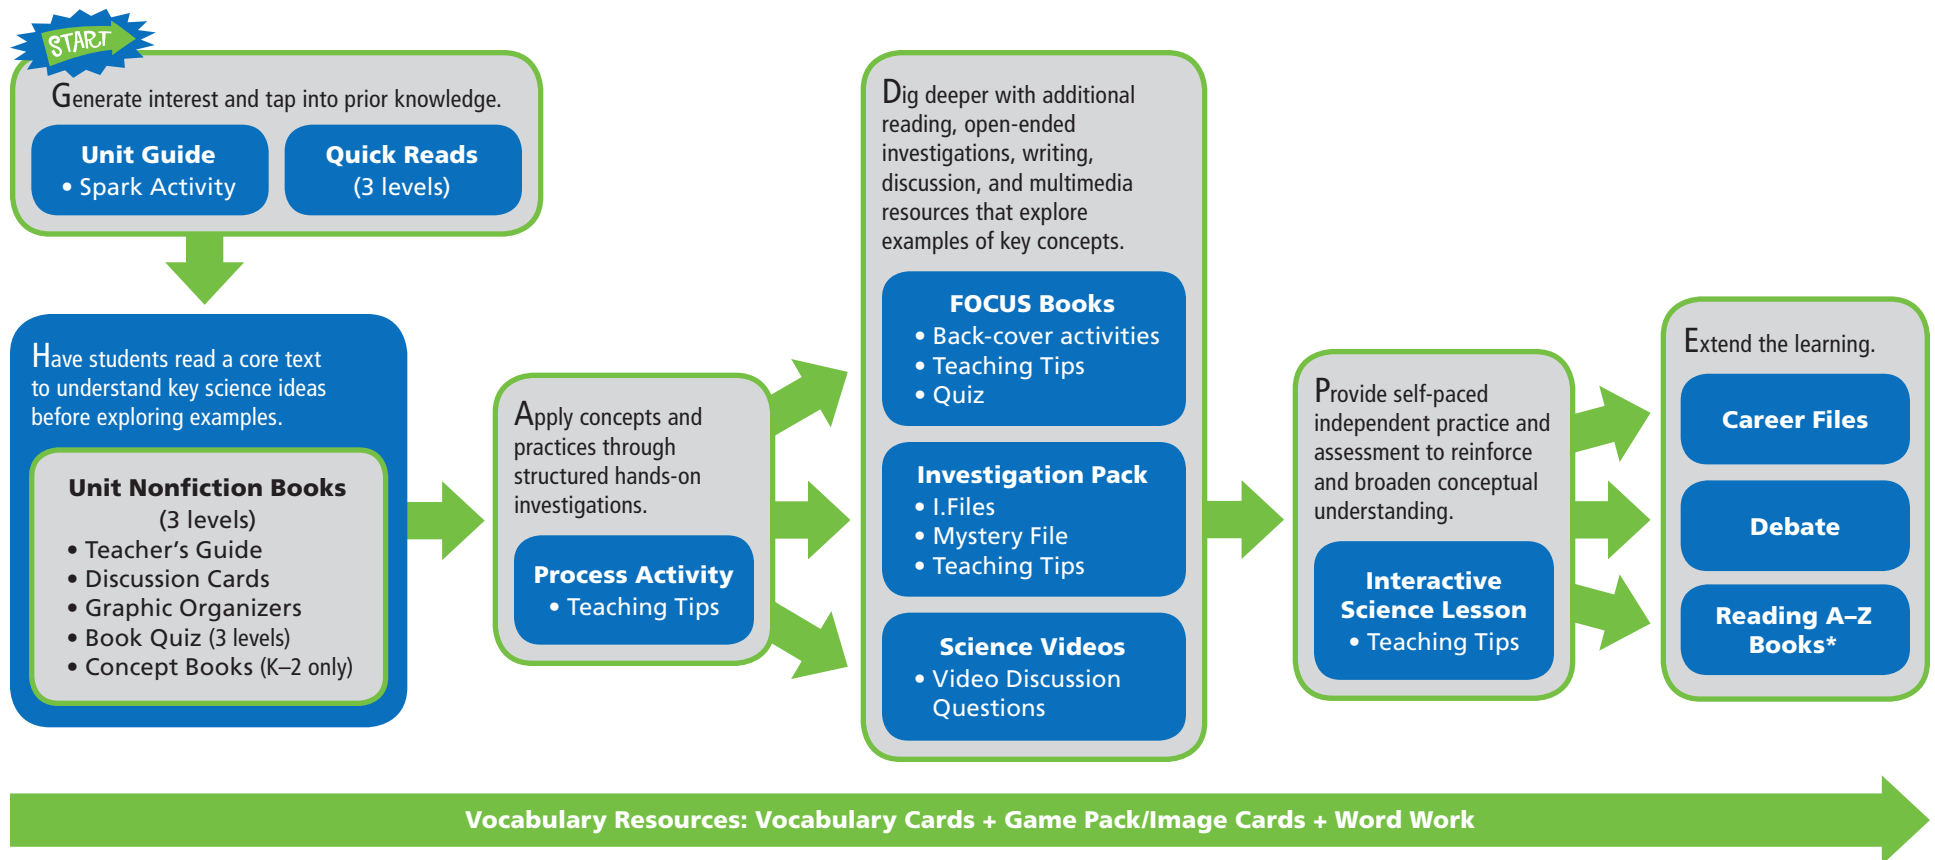 START
Generate interest and tap into prior knowledge.
Unit Guide
• Spark Activity
Quick Reads
(3 levels)
Have students read a core text
to understand key science ideas
before exploring examples.
Unit Nonfiction Books
(3 levels)
• Teacher’s Guide
• Discussion Cards
• Graphic Organizers
• Book Quiz (3 levels)
• Concept Books (K–2 only)
Apply concepts and
practices through
structured hands-on
investigations.
Process Activity
• Teaching Tips
Dig deeper with additional
reading, open-ended
investigations, writing,
discussion, and multimedia
resources that explore
examples of key concepts.
FOCUS Books
• Back-cover activities
• Teaching Tips
• Quiz
Investigation Pack
• I.Files
• Mystery File
• Teaching Tips
Science Videos
• Video Discussion
Questions
Provide self-paced
independent practice and
assessment to reinforce
and broaden conceptual
understanding.
Interactive
Science Lesson
• Teaching Tips
Extend the learning.
Career Files
Debate
Reading A–Z
Books*
Vocabulary Resources: Vocabulary Cards + Game Pack/Image Cards + Word Work